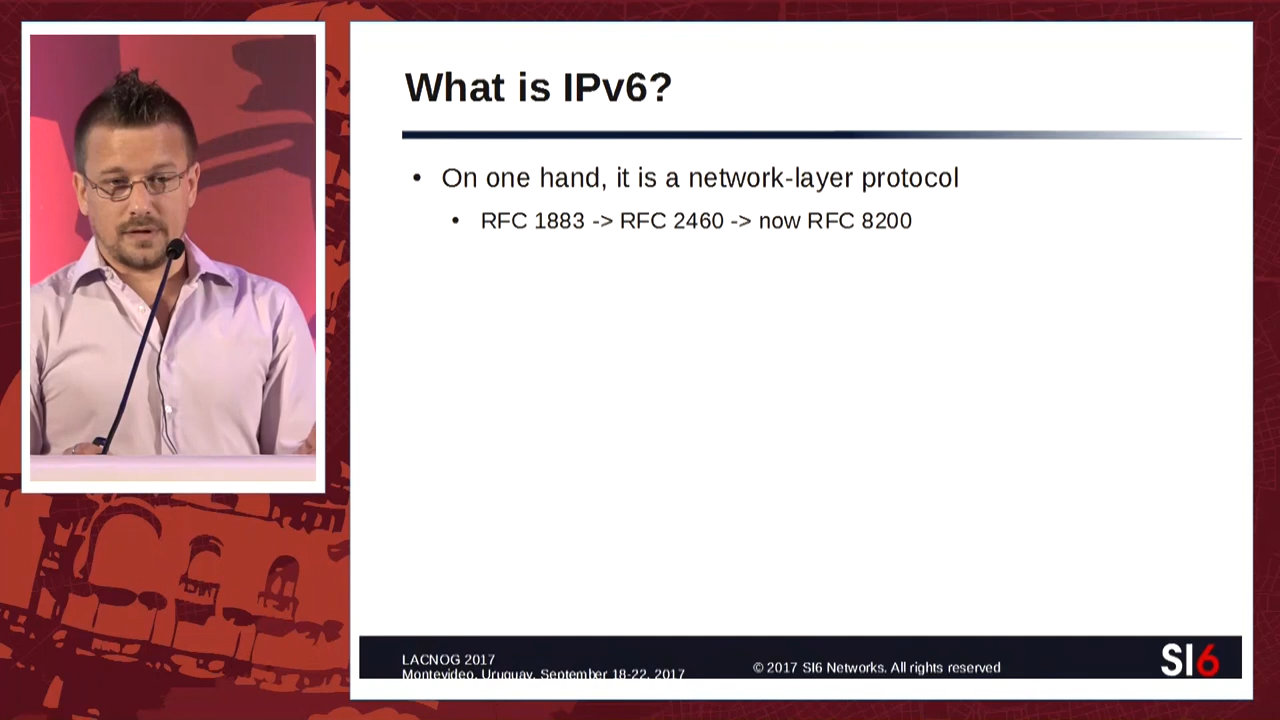 What is IPv6?
• On one hand, it is a network-layer protocol
• RFC 1883 -> RFC 2460 -> now RFC 8200
LACNOG 2017
Montevideo, Uruguay, September 18-22, 2017
© 2017 SI6 Networks. All rights reserved
SI6